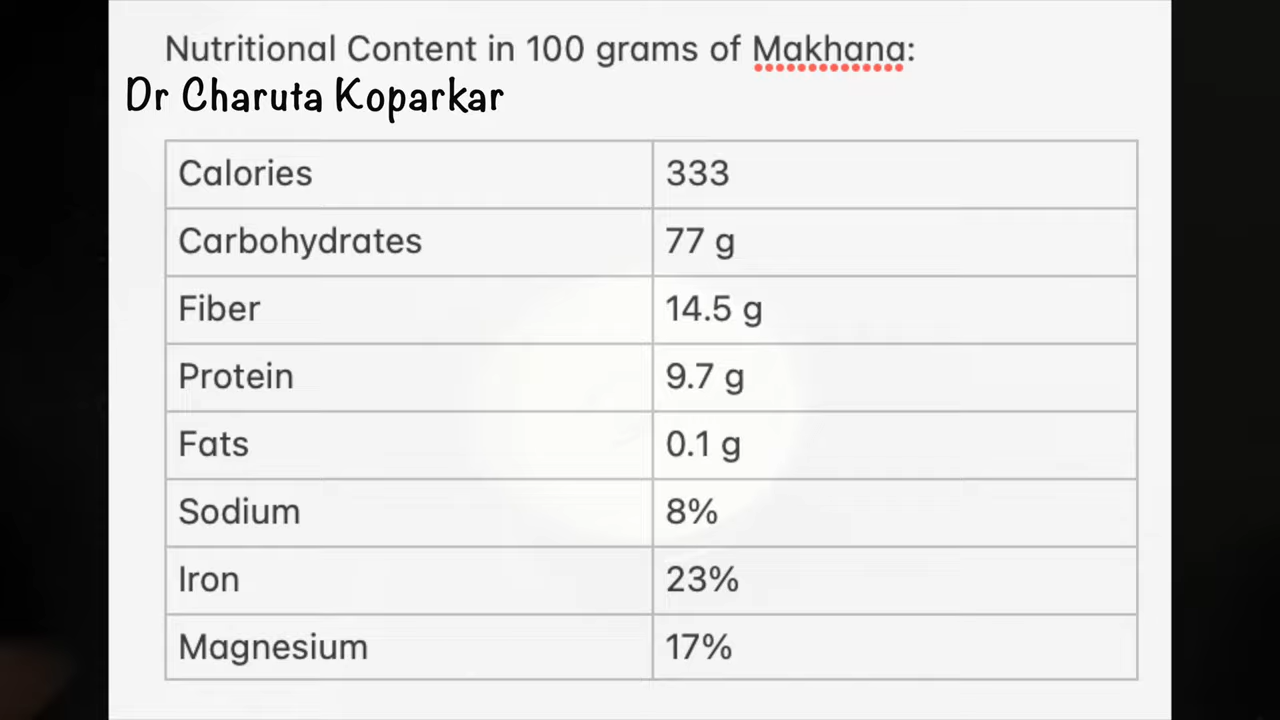 Nutritional Content in 100 grams of Makhana:
Dr Charuta Koparkar
Calories 333
Carbohydrates 77 g
Fiber 14.5 g
Protein 9.7 g
Fats 0.1 g
Sodium 8%
Iron 23%
Magnesium 17%